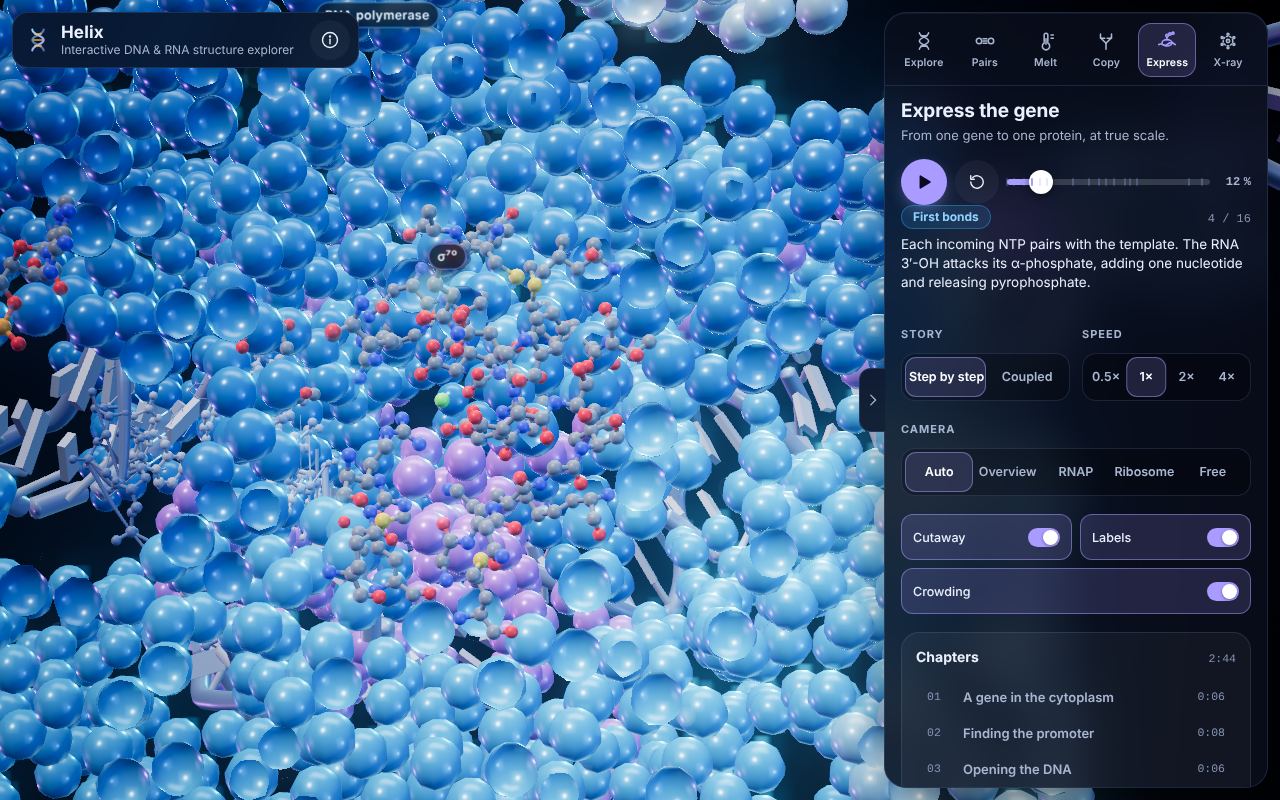 polymerase
Helix
Interactive DNA & RNA structure explorer
σ⁷⁰
Explore
Pairs
Melt
Copy
Express
X-ray
Express the gene
From one gene to one protein, at true scale.
12 %
First bonds
4 / 16
Each incoming NTP pairs with the template. The RNA
3′-OH attacks its α-phosphate, adding one nucleotide
and releasing pyrophosphate.
STORY
SPEED
Step by step
Coupled
0.5×
1×
2×
4×
CAMERA
Auto
Overview
RNAP
Ribosome
Free
Cutaway
Labels
Crowding
Chapters
2:44
01 A gene in the cytoplasm 0:06
02 Finding the promoter 0:08
03 Opening the DNA 0:06